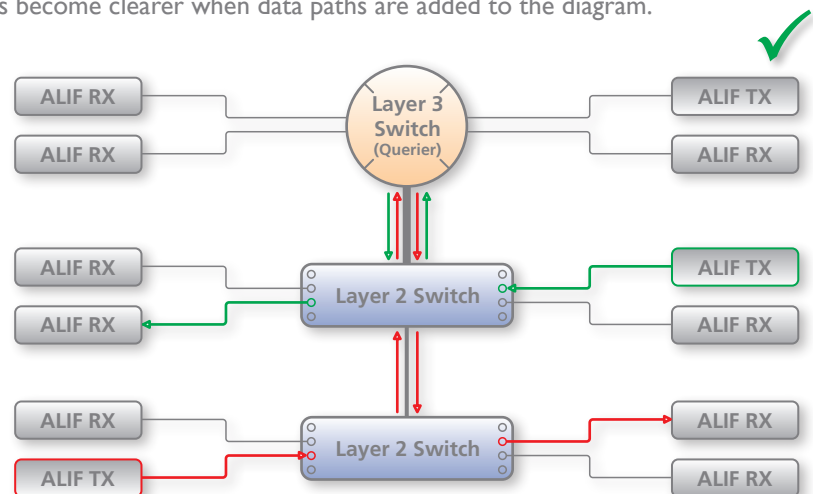 s become clearer when data paths are added to the diagram.
ALIF RX
Layer 3
Switch
(Querier)
ALIF TX
ALIF RX
ALIF RX
ALIF RX
Layer 2 Switch
ALIF TX
ALIF RX
ALIF RX
ALIF RX
Layer 2 Switch
ALIF RX
ALIF TX
ALIF RX